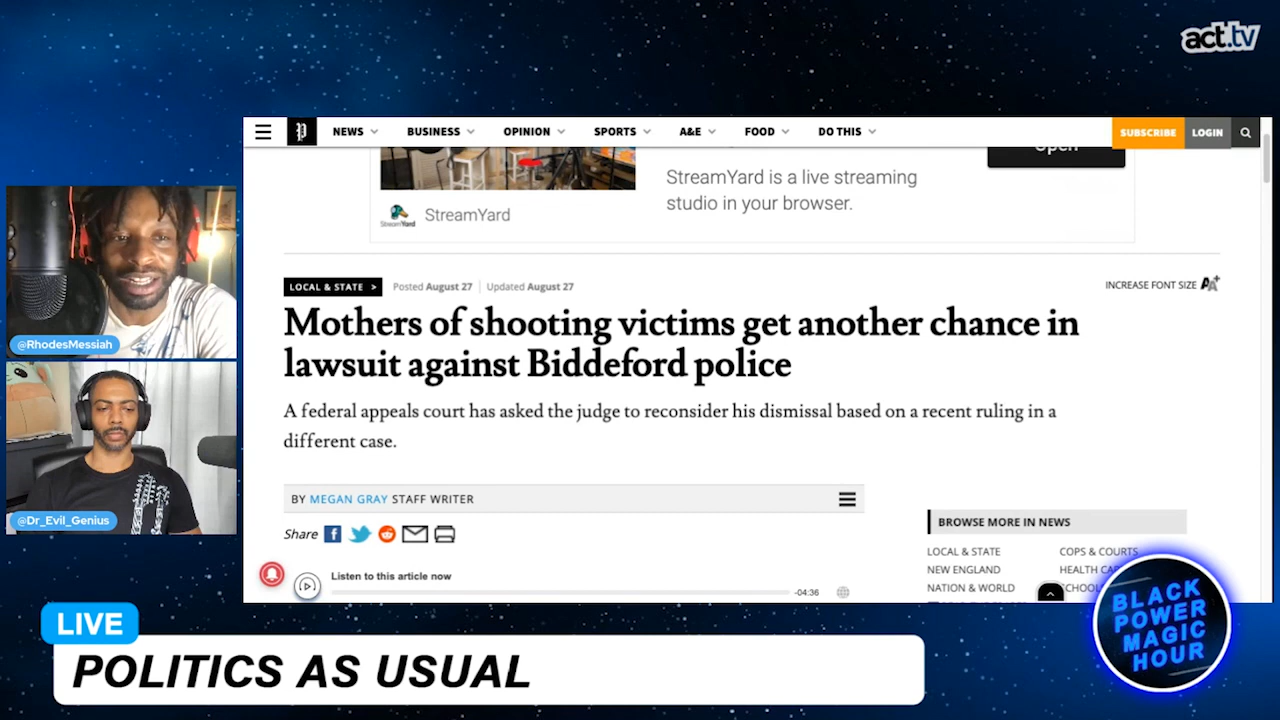 act.tv
P
NEWS
BUSINESS
OPINION
SPORTS
A&E
FOOD
DO THIS
SUBSCRIBE
LOGIN
Open
StreamYard is a live streaming
studio in your browser.
StreamYard
StreamYard
LOCAL & STATE >
Posted August 27
Updated August 27
INCREASE FONT SIZE AA+
Mothers of shooting victims get another chance in
lawsuit against Biddeford police
A federal appeals court has asked the judge to reconsider his dismissal based on a recent ruling in a
different case.
BY MEGAN GRAY STAFF WRITER
Share
Listen to this article now
-04:36
BROWSE MORE IN NEWS
LOCAL & STATE
COPS & COURTS
NEW ENGLAND
NATION & WORLD
@RhodesMessiah
@Dr_Evil_Genius
LIVE
POLITICS AS USUAL
BLACK
POWER
MAGIC
HOUR